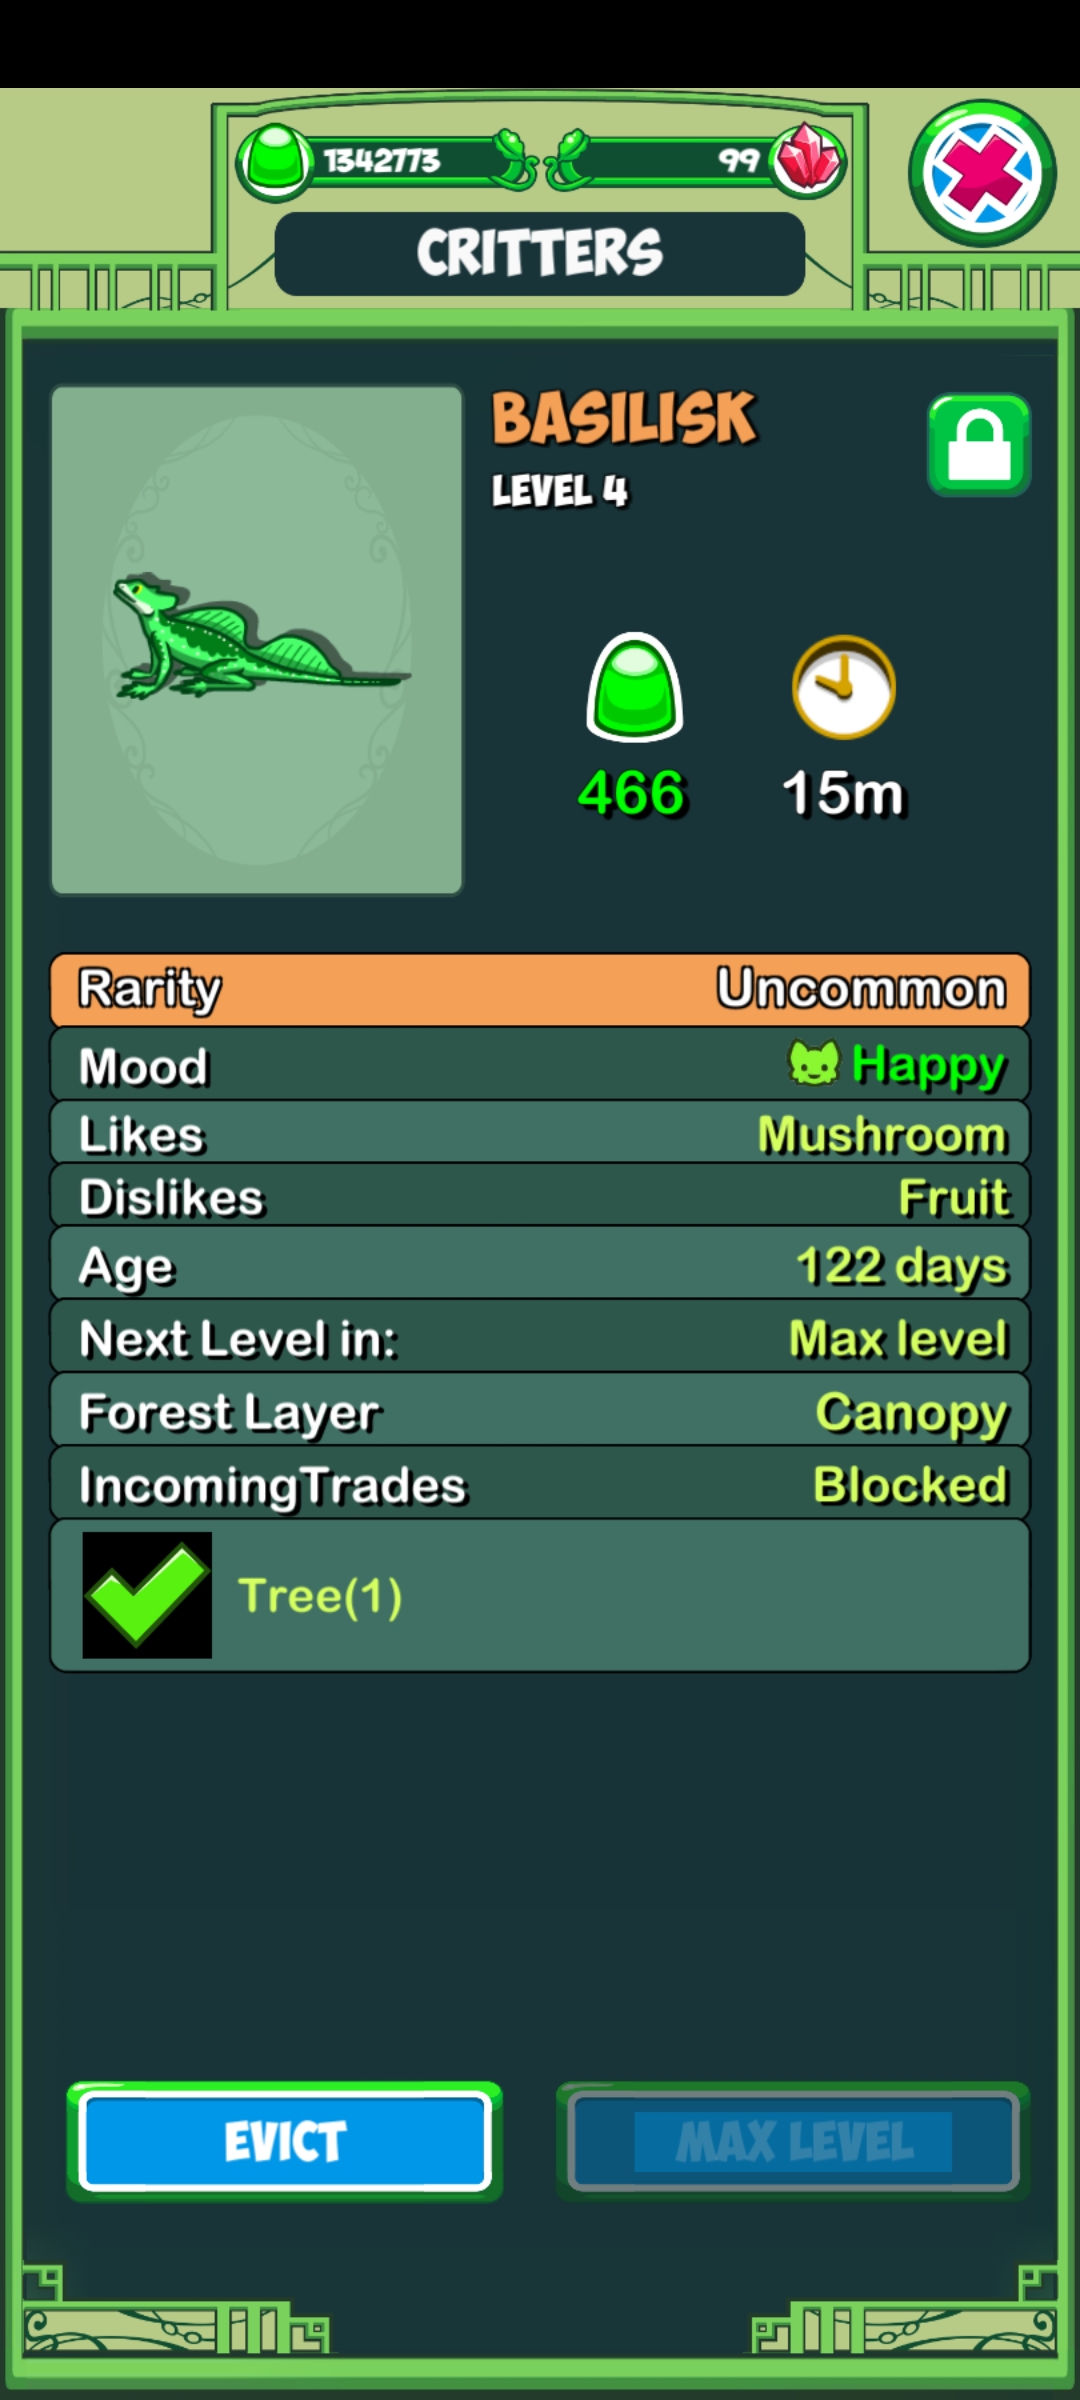 1342773
99
CRITTERS
BASILISK
LEVEL 4
466
15m
Rarity Uncommon
Mood Happy
Likes Mushroom
Dislikes Fruit
Age 122 days
Next Level in: Max level
Forest Layer Canopy
IncomingTrades Blocked
Tree(1)
EVICT
MAX LEVEL